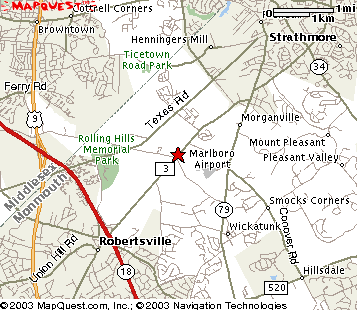 MAPQUEST
Cottrell Corners
Browntown
0
1mi
1km
Henningers Mill
Strathmore
Ticetown
Road Park
34
Ferry Rd
Texas Rd
9
Morganville
Rolling Hills
Memorial
Park
Mount Pleasant
Marlboro
Airport
Pleasant Valley
3
Middlesex
Monmouth
79
Smocks Corners
Wickatunk
Conover Rd
Union Hill Rd
Robertsville
18
Hillsdale
520
©2003 MapQuest.com, Inc.; ©2003 Navigation Technologies